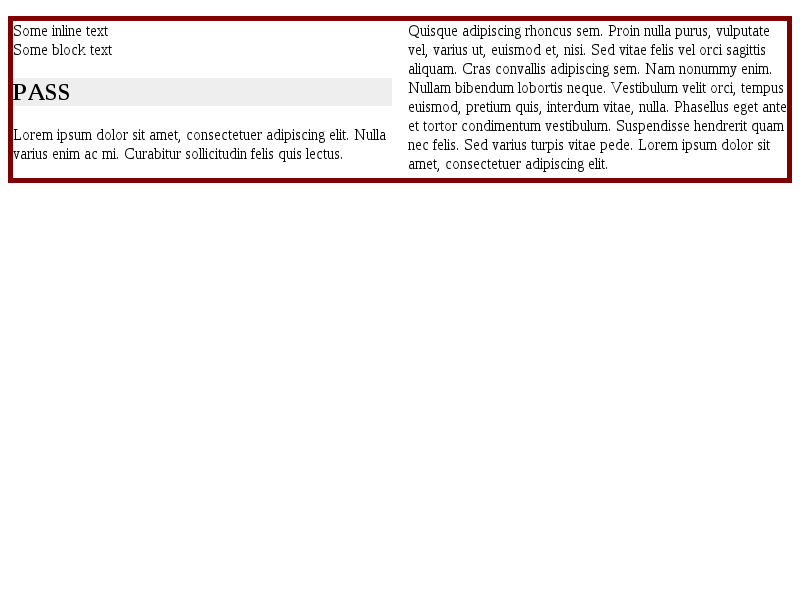 Some inline text
Some block text
PASS
Lorem ipsum dolor sit amet, consectetuer adipiscing elit. Nulla
varius enim ac mi. Curabitur sollicitudin felis quis lectus.
Quisque adipiscing rhoncus sem. Proin nulla purus, vulputate
vel, varius ut, euismod et, nisi. Sed vitae felis vel orci sagittis
aliquam. Cras convallis adipiscing sem. Nam nonummy enim.
Nullam bibendum lobortis neque. Vestibulum velit orci, tempus
euismod, pretium quis, interdum vitae, nulla. Phasellus eget ante
et tortor condimentum vestibulum. Suspendisse hendrerit quam
nec felis. Sed varius turpis vitae pede. Lorem ipsum dolor sit
amet, consectetuer adipiscing elit.